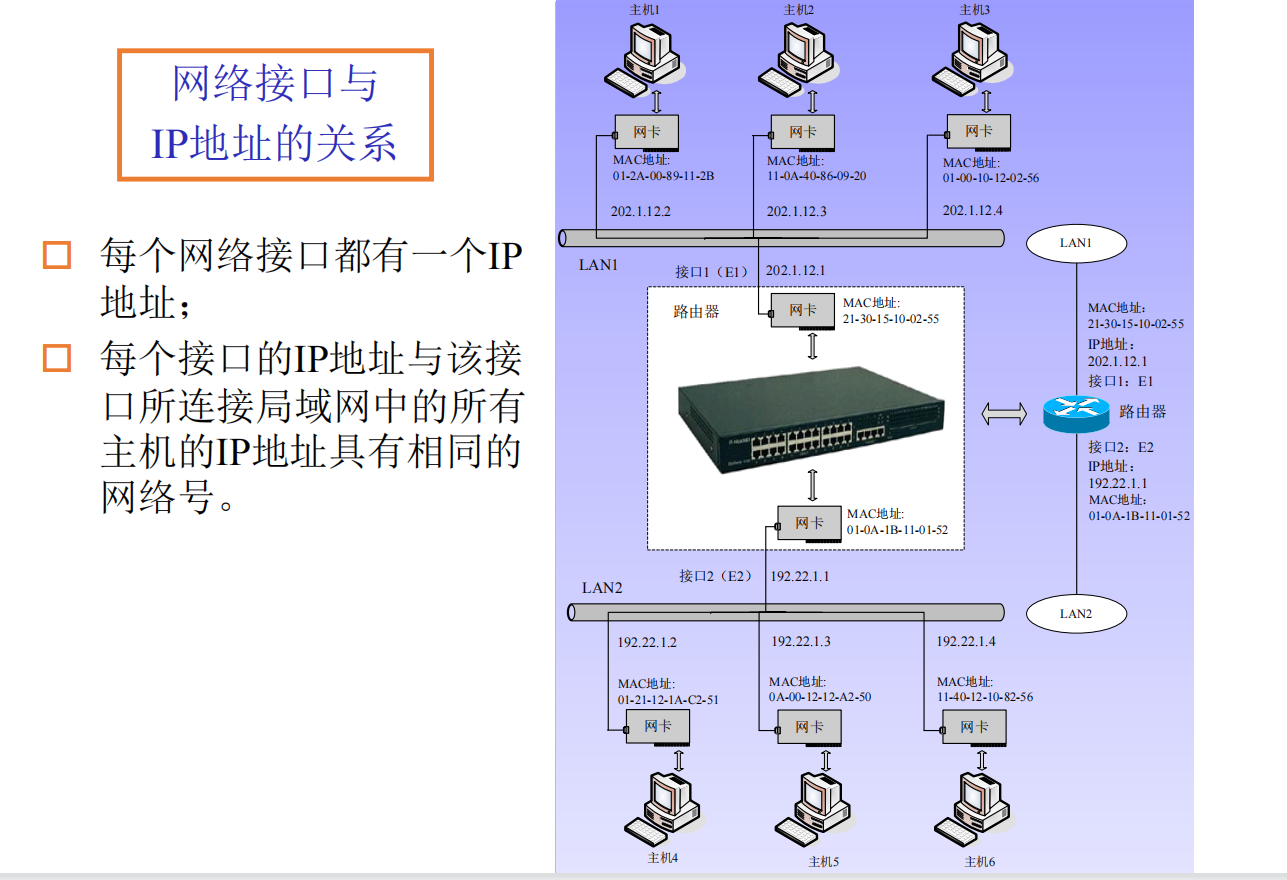 网络接口与
IP地址的关系
每个网络接口都有一个IP
地址；
每个接口的IP地址与该接
口所连接局域网中的所有
主机的IP地址具有相同的
网络号。
主机1
主机2
主机3
网卡
网卡
网卡
MAC地址:
01-2A-00-89-11-2B
MAC地址:
11-0A-40-86-09-20
MAC地址:
01-00-10-12-02-56
202.1.12.2
202.1.12.3
202.1.12.4
LAN1
接口1（E1）
202.1.12.1
路由器
网卡
MAC地址:
21-30-15-10-02-55
网卡
MAC地址:
01-0A-1B-11-01-52
接口2（E2）
192.22.1.1
LAN2
192.22.1.2
192.22.1.3
192.22.1.4
MAC地址:
01-21-12-1A-C2-51
MAC地址:
0A-00-12-12-A2-50
MAC地址:
11-40-12-10-82-56
网卡
网卡
网卡
主机4
主机5
主机6
LAN1
MAC地址:
21-30-15-10-02-55
IP地址：
202.1.12.1
接口1：E1
路由器
接口2：E2
IP地址：
192.22.1.1
MAC地址:
01-0A-1B-11-01-52
LAN2